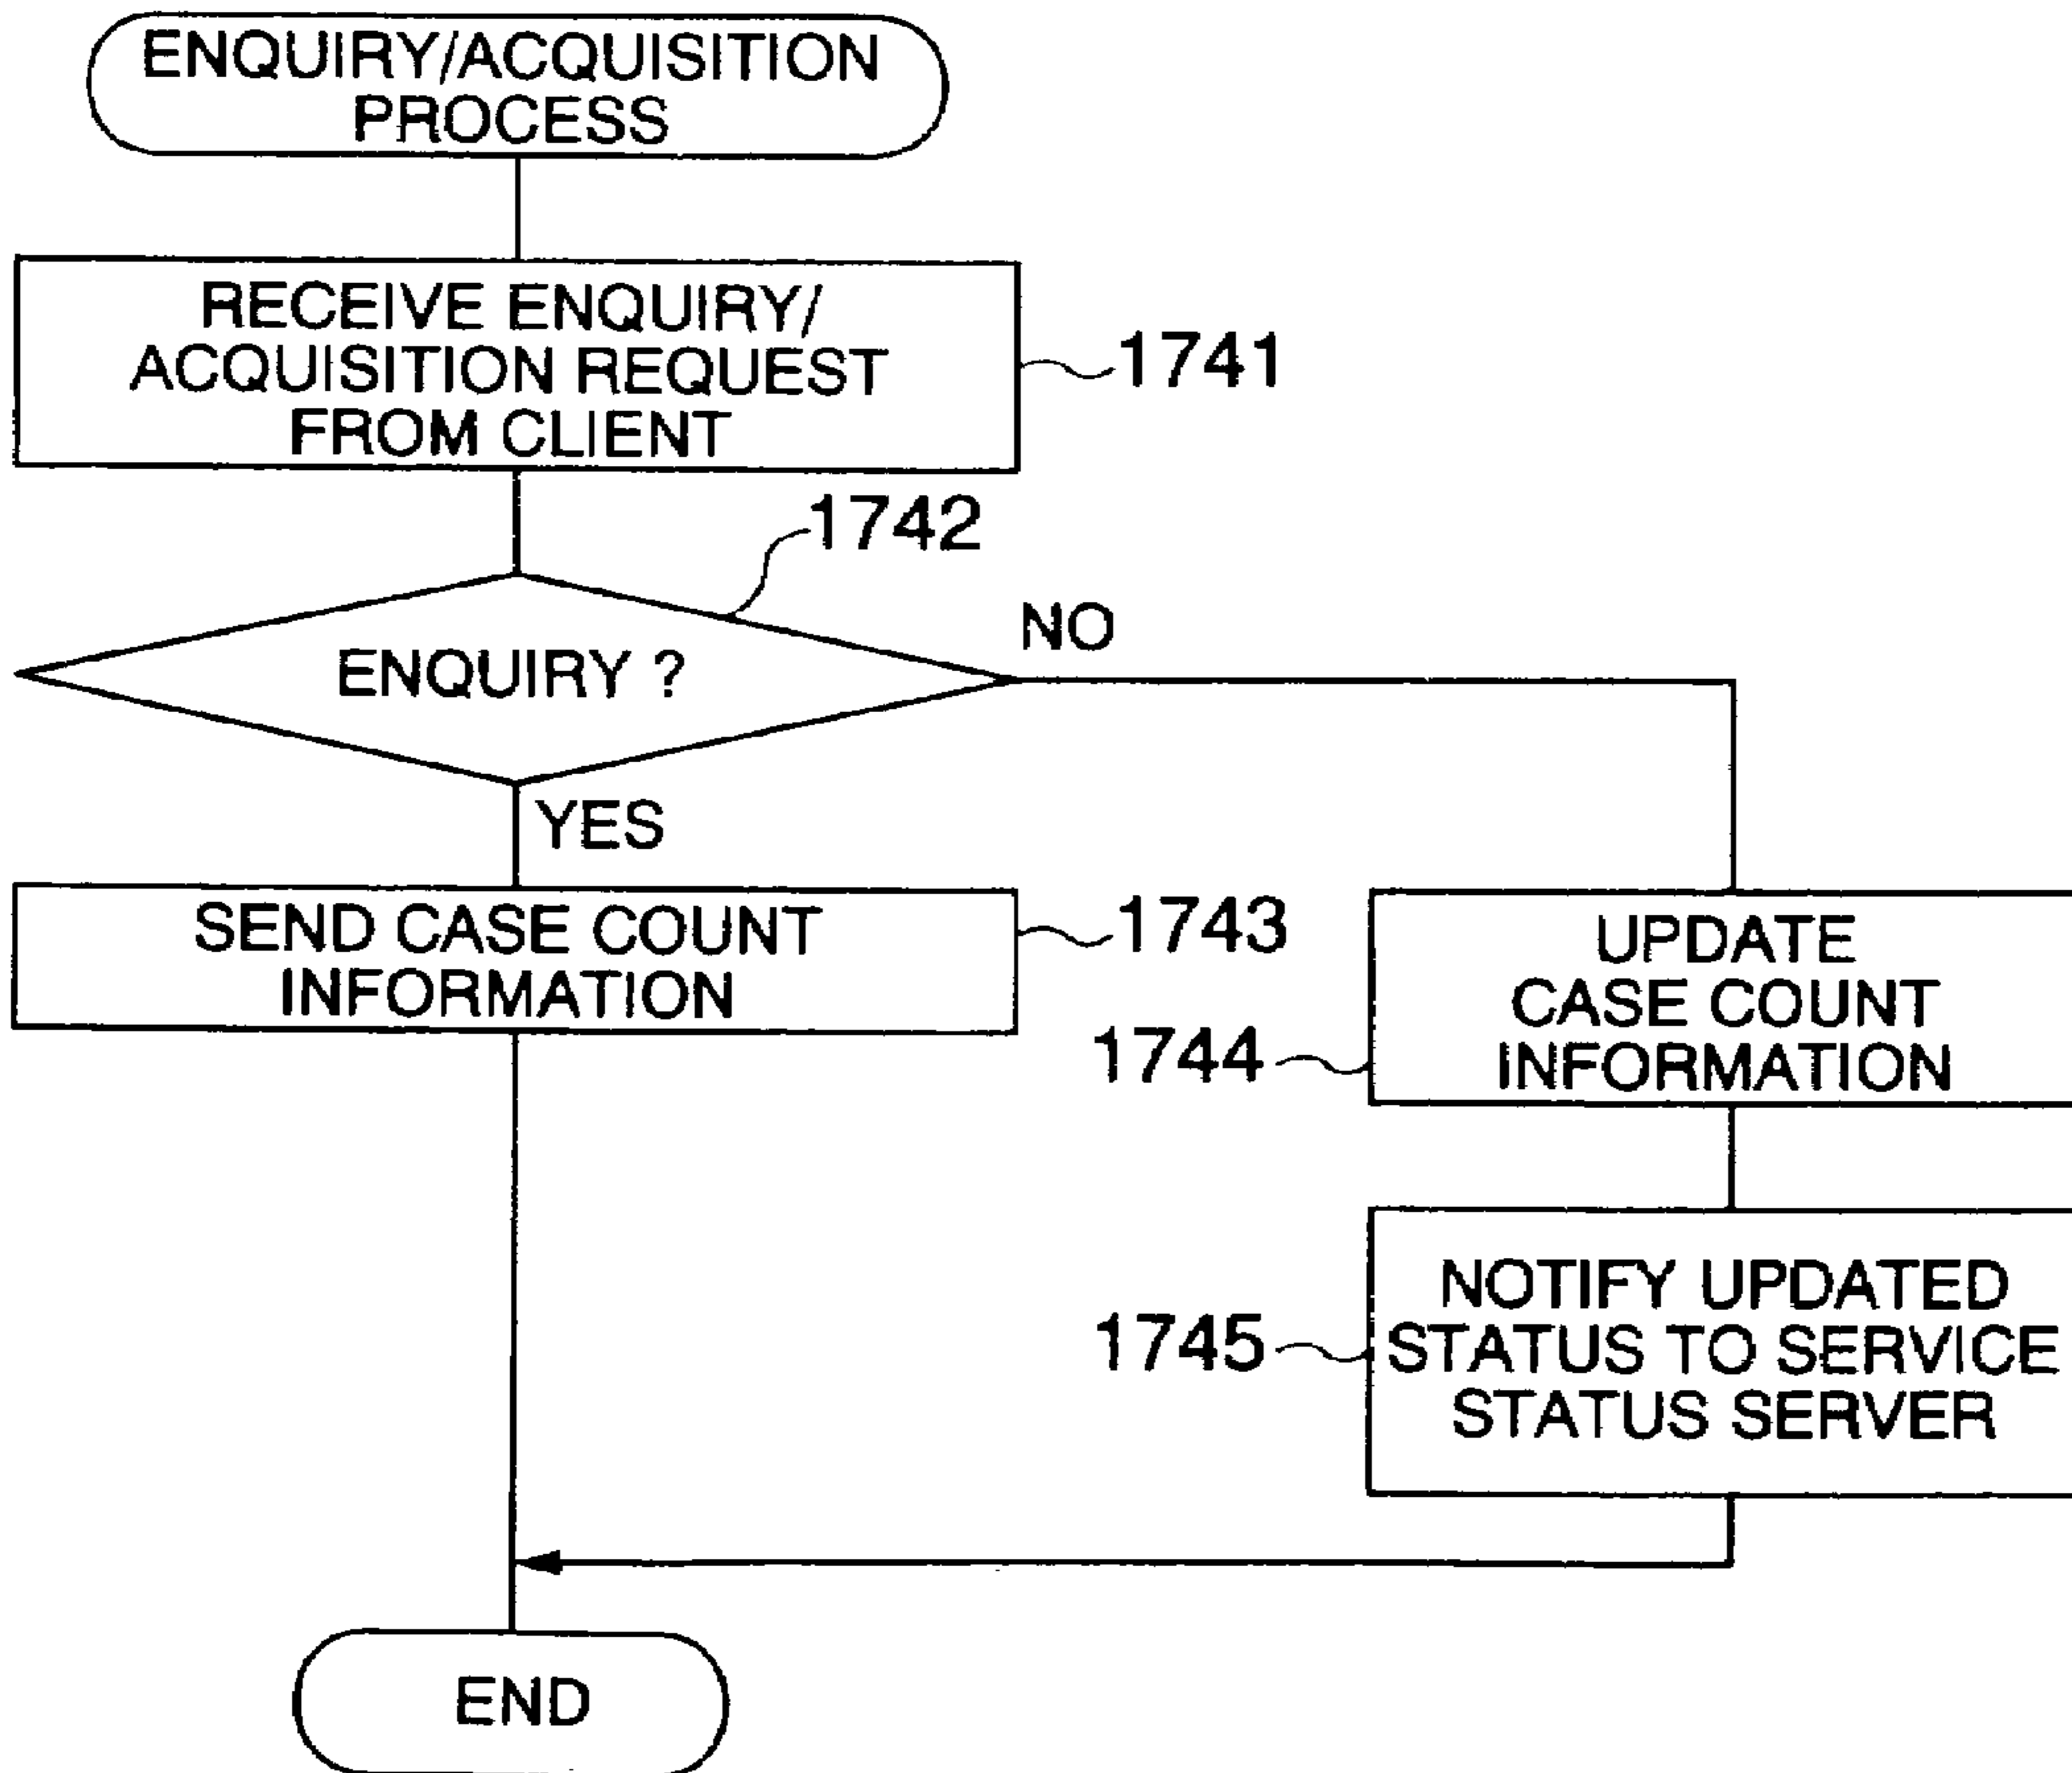 ENQUIRY/ACQUISITION
PROCESS
RECEIVE ENQUIRY/
ACQUISITION REQUEST
FROM CLIENT
1741
1742
ENQUIRY ?
NO
YES
SEND CASE COUNT
INFORMATION
1743
UPDATE
CASE COUNT
INFORMATION
1744
NOTIFY UPDATED
STATUS TO SERVICE
STATUS SERVER
1745
END